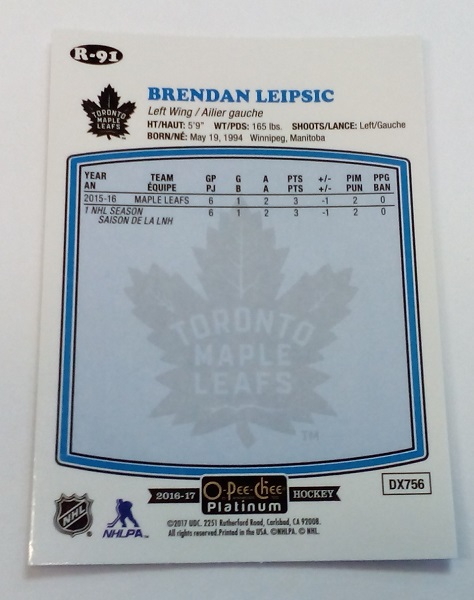 R-91
BRENDAN LEIPSIC
Left Wing / Ailier gauche
TORONTO
MAPLE
LEAFS
HT/HAUT: 5'9" WT/PDS: 165 lbs. SHOOTS/LANCE: Left/Gauche
BORN/NÉ: May 19, 1994 Winnipeg, Manitoba
YEAR TEAM GP G A PTS +/- PiM PPG
AN ÉQUIPE PJ B A PTS +/- PUN BAN
2015-16 MAPLE LEAFS 6 1 2 3 -1 2 0
1 NHL SEASON 6 1 2 3 -1 2 0
SAISON DE LA LNH
TORONTO
MAPLE
LEAFS
TM
DX756
2016-17 O-Pee-Chee HOCKEY
Platinum
NHL
NHLPA
©2017 UDC. 2251 Rutherford Road, Carlsbad, CA 92008.
All rights reserved.Printed in the USA. ©NHLPA. © NHL.